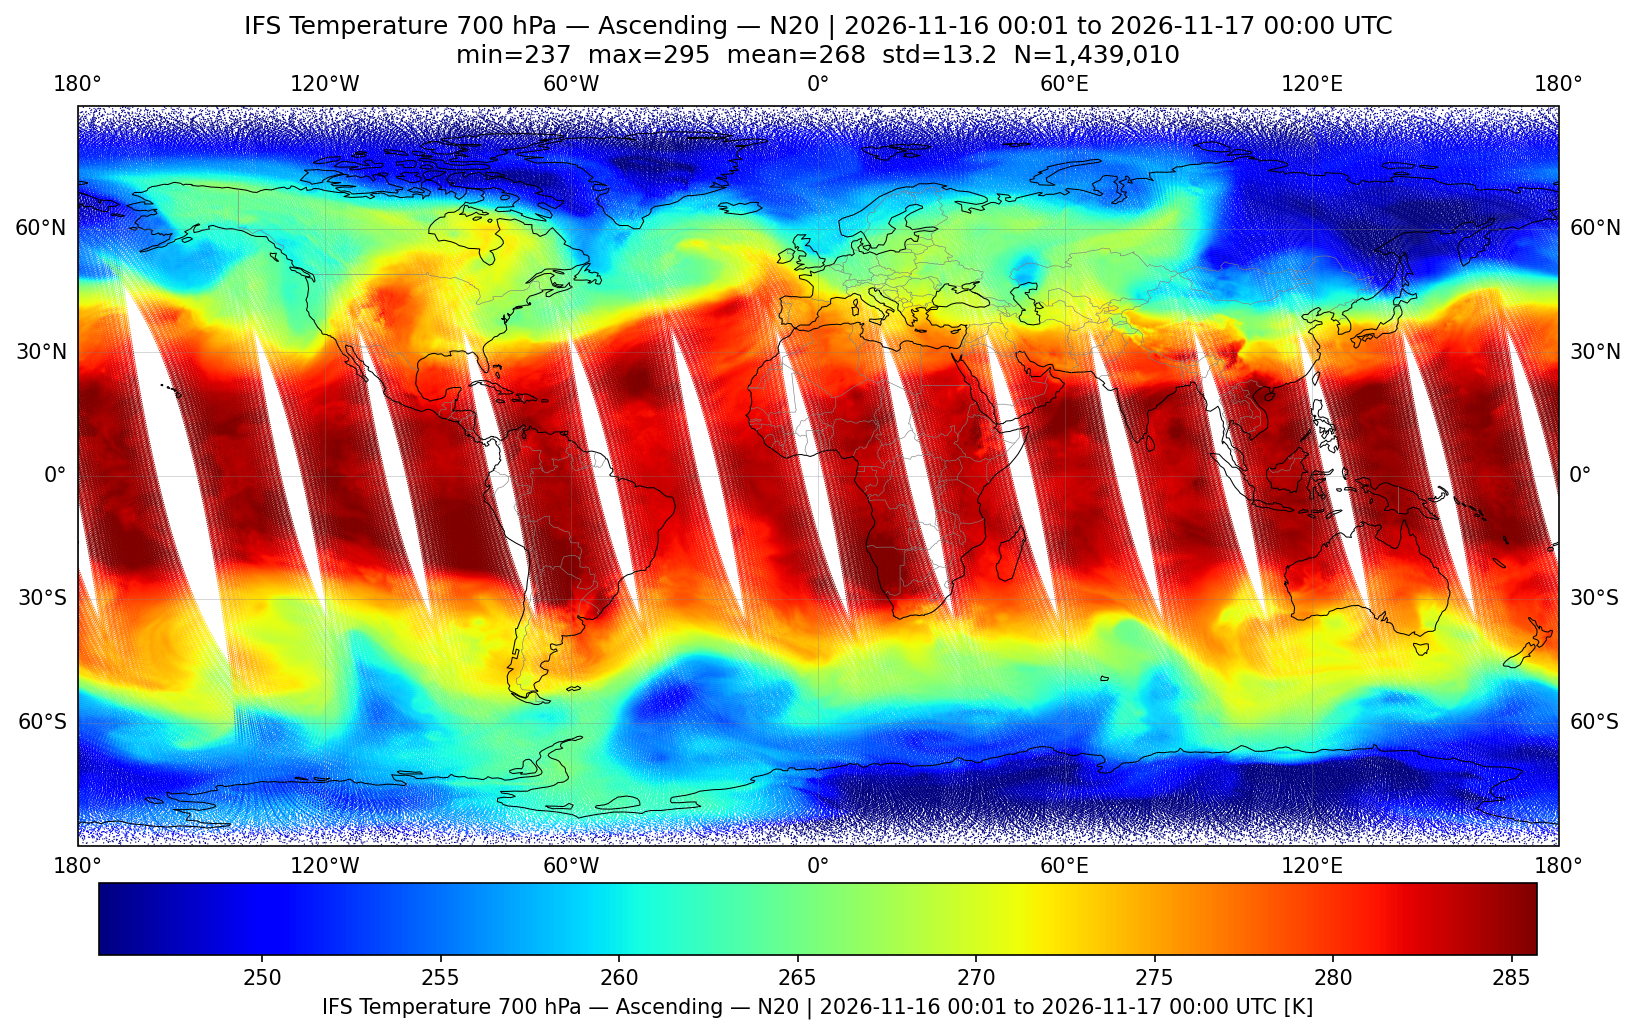 IFS Temperature 700 hPa — Ascending — N20 | 2026-11-16 00:01 to 2026-11-17 00:00 UTC
min=237 max=295 mean=268 std=13.2 N=1,439,010
180° 120°W 60°W 0° 60°E 120°E 180°
60°N 60°N
30°N 30°N
0° 0°
30°S 30°S
60°S 60°S
180° 120°W 60°W 0° 60°E 120°E 180°
250 255 260 265 270 275 280 285
IFS Temperature 700 hPa — Ascending — N20 | 2026-11-16 00:01 to 2026-11-17 00:00 UTC [K]